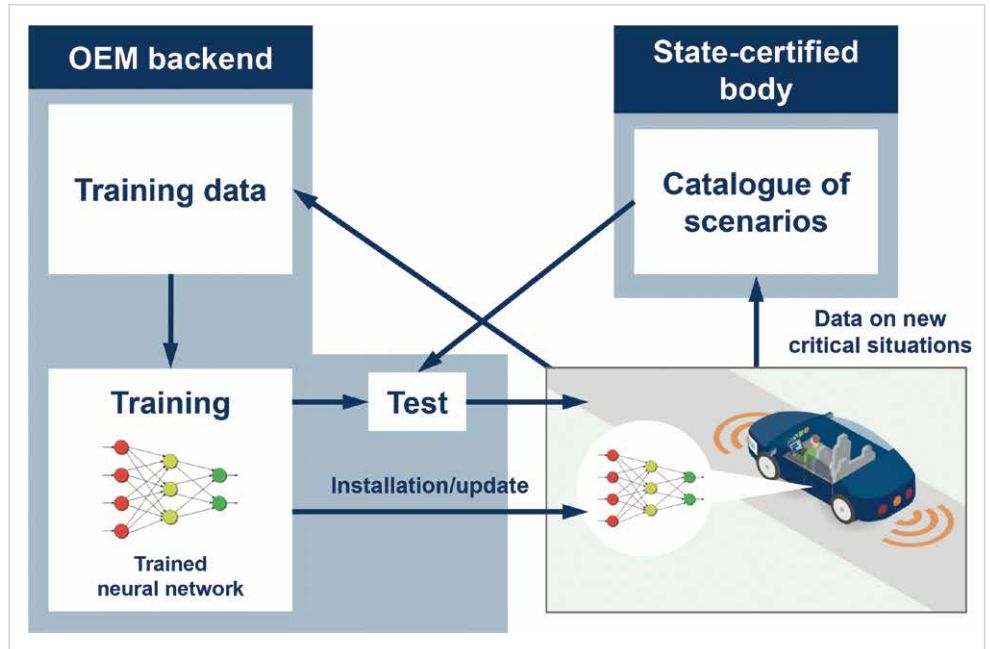 OEM backend
Training data
Training
Trained
neural network
Test
Installation/update
State-certified
body
Catalogue of
scenarios
Data on new
critical situations